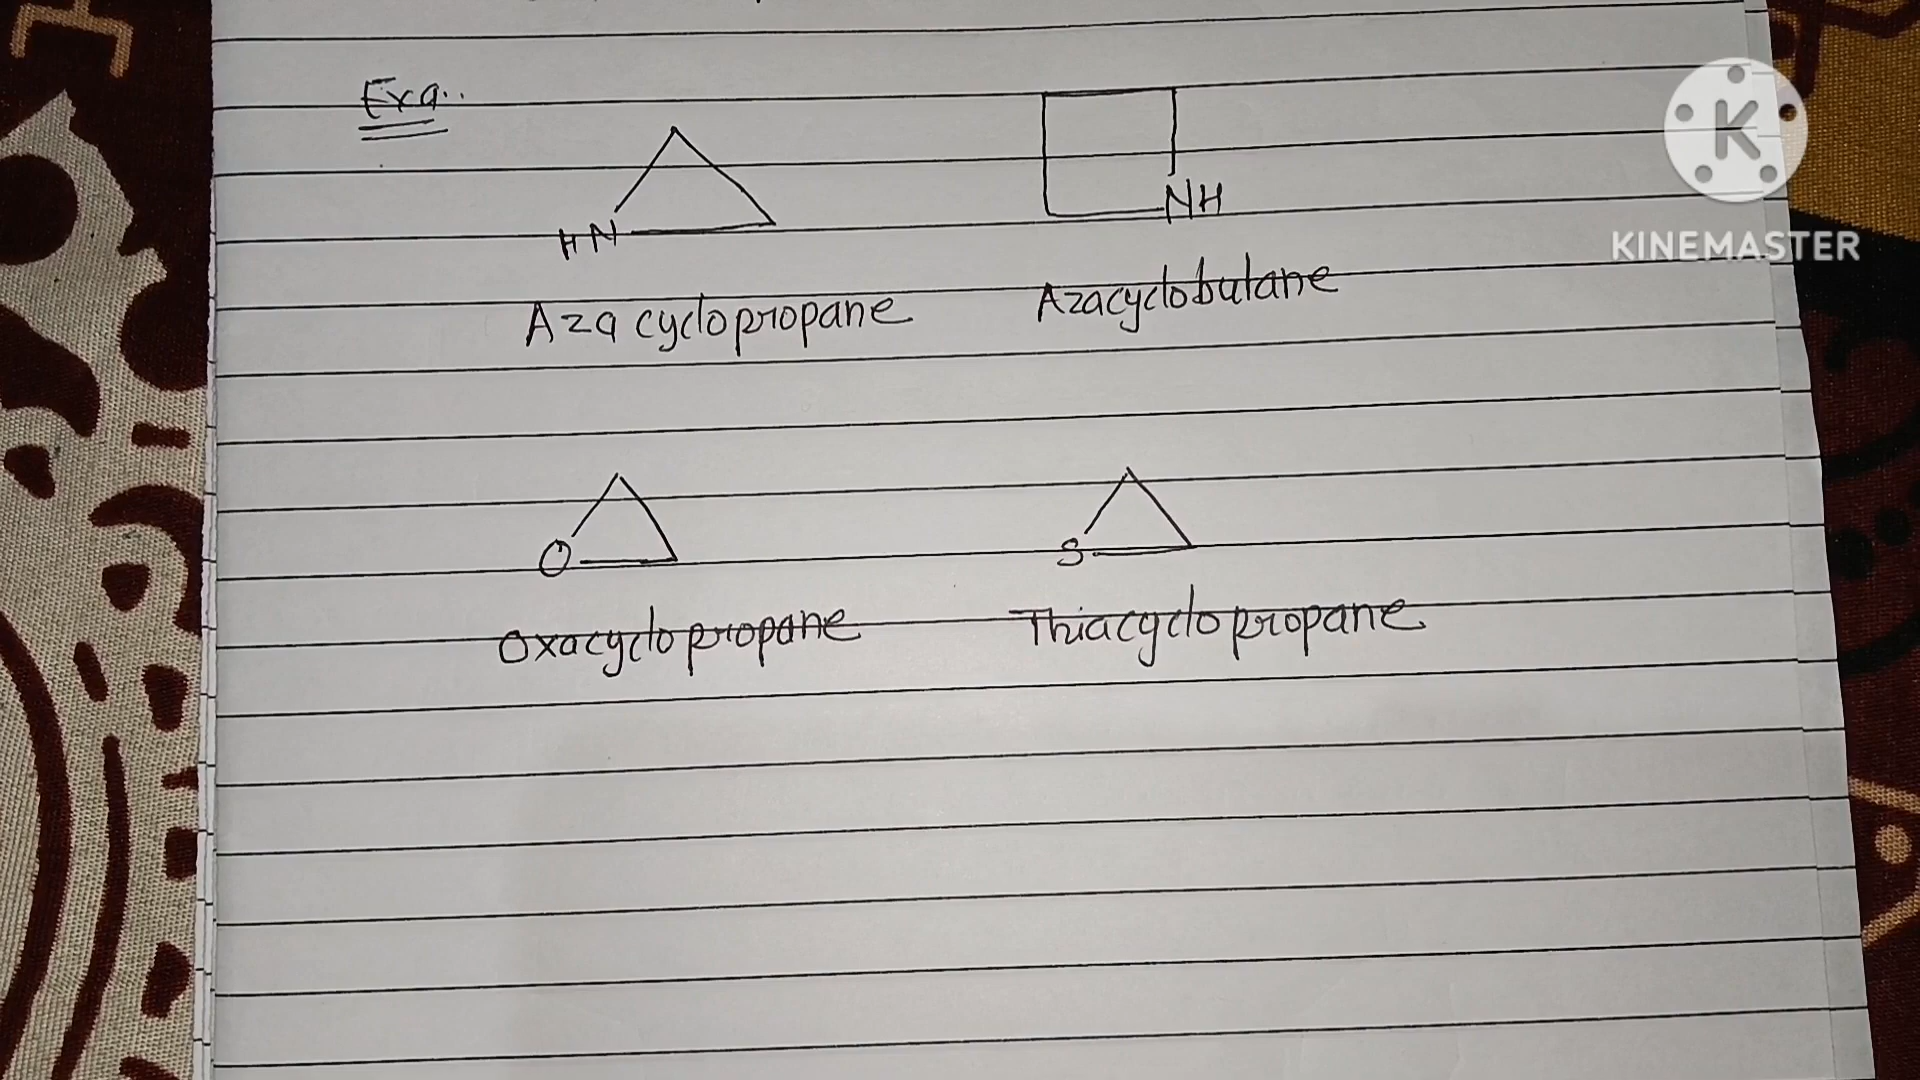 Exa..
HN
NH
Aza cyclopropane
Azacyclobutane
O
S
Oxacyclopropane
Thiacyclopropane
K
KINEMASTER